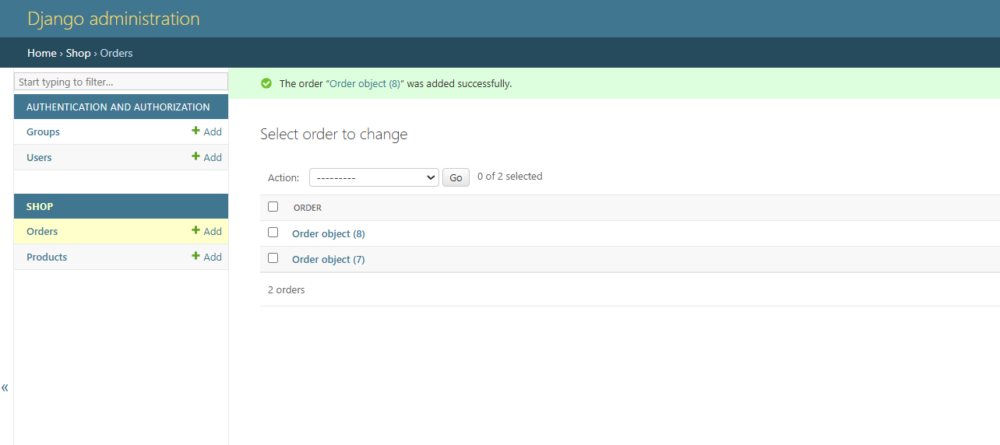 Django administration
Home › Shop › Orders
Start typing to filter...
AUTHENTICATION AND AUTHORIZATION
Groups + Add
Users + Add
SHOP
Orders + Add
Products + Add
«
The order “Order object (8)” was added successfully.
Select order to change
Action: --------- Go 0 of 2 selected
ORDER
Order object (8)
Order object (7)
2 orders